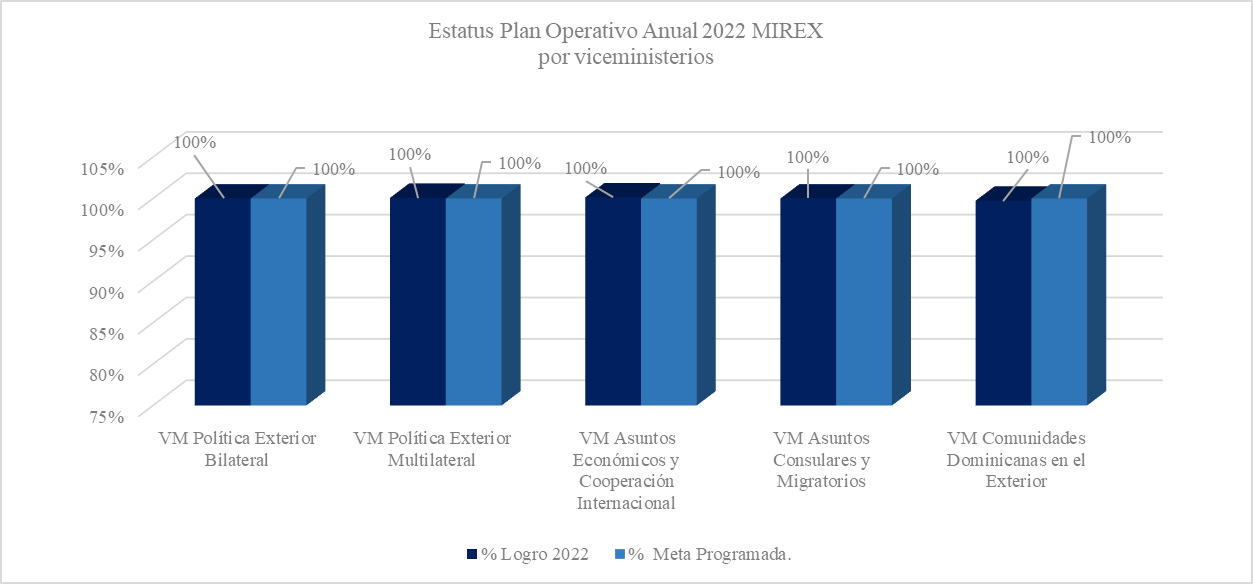 Estatus Plan Operativo Anual 2022 MIREX
por viceministerios
105%
100%
95%
90%
85%
80%
75%
100%
100%
100%
100%
100%
100%
100%
100%
100%
100%
VM Política Exterior
Bilateral
VM Política Exterior
Multilateral
VM Asuntos
Económicos y
Cooperación
Internacional
VM Asuntos
Consulares y
Migratorios
VM Comunidades
Dominicanas en el
Exterior
% Logro 2022
% Meta Programada.